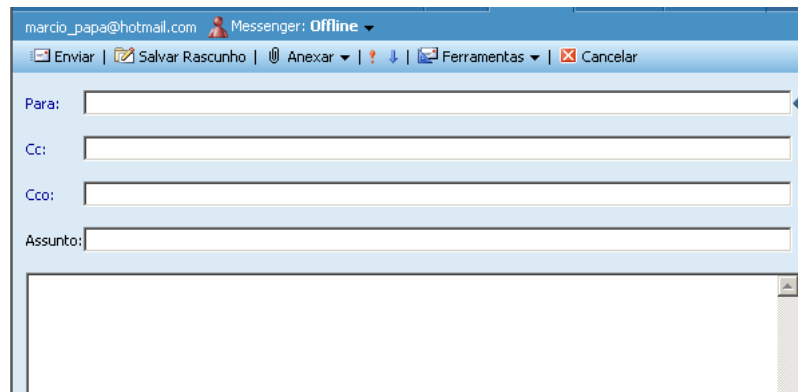 marcio_papa@hotmail.com Messenger: Offline
Enviar | Salvar Rascunho | Anexar | ! | Ferramentas | Cancelar
Para:
Cc:
Cco:
Assunto: